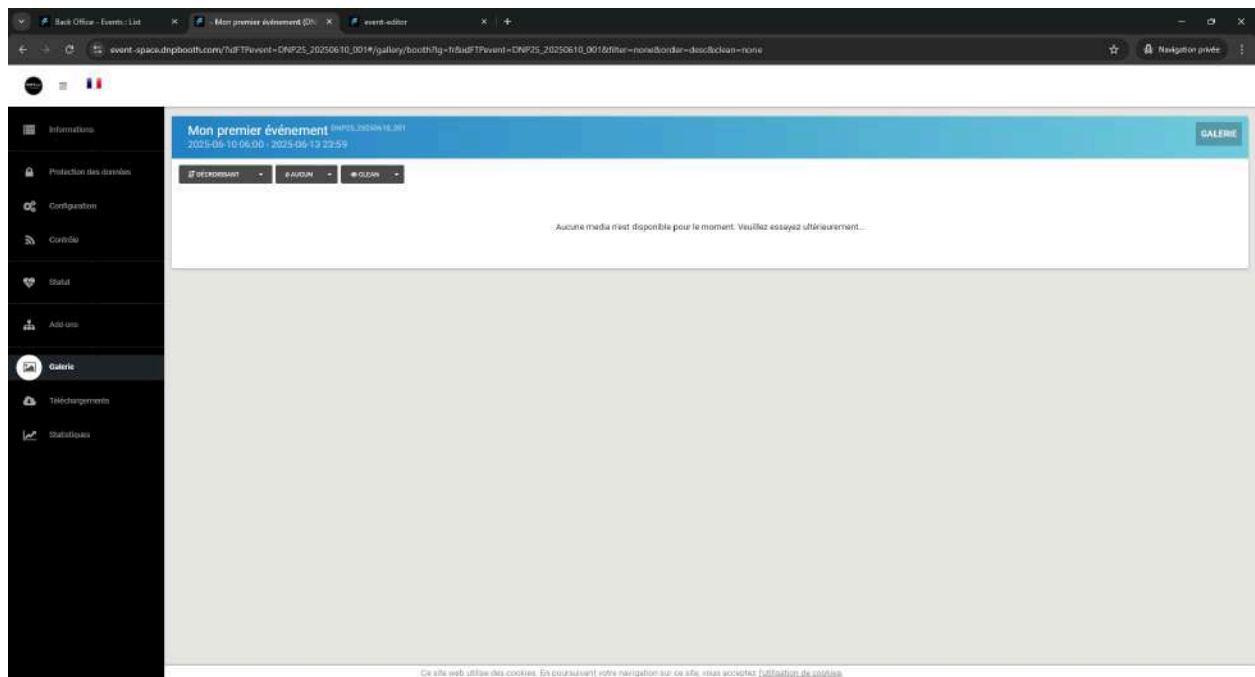 Back Office - Events : List
- Mon premier événement (DN
event-editor
event-space.dnpbooth.com/?idFTPevent=DNP25_20250610_001#/gallery/booth?lg=fr&idFTPevent=DNP25_20250610_001&filter=none&order=desc&clean=none
Navigation privée
Informations
Protection des données
Configuration
Contrôle
Statut
Add-ons
Galerie
Téléchargements
Statistiques
Mon premier événement DNP25_20250610_001
2025-06-10 06:00 - 2025-06-13 23:59
GALERIE
DÉCROISSANT
AUCUN
CLEAN
Aucune media n'est disponible pour le moment. Veuillez essayez ultérieurement...
Ce site web utilise des cookies. En poursuivant votre navigation sur ce site, vous acceptez l'utilisation de cookies